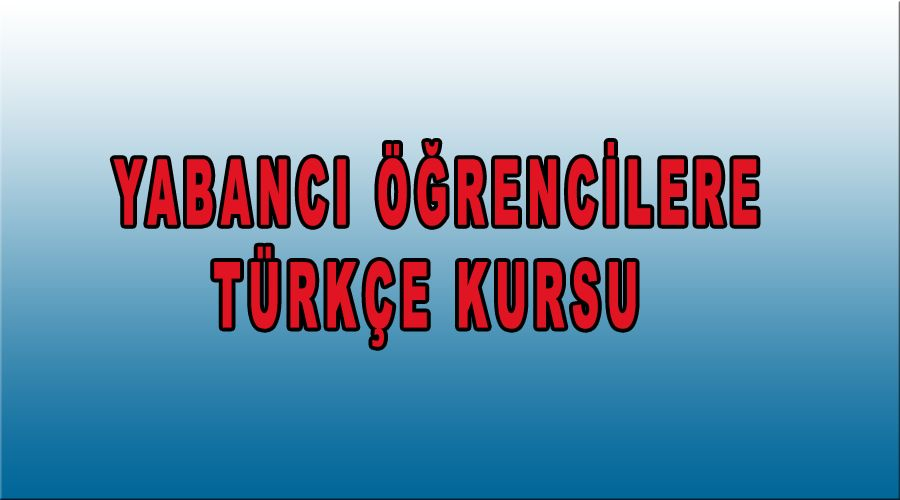 YABANCI ÖĞRENCİLERE
TÜRKÇE KURSU